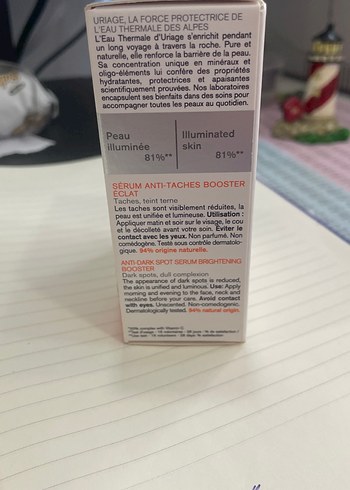 URIAGE, LA FORCE PROTECTRICE DE
L'EAU THERMALE DES ALPES
L'Eau Thermale d'Uriage s'enrichit pendant
un long voyage à travers la roche. Pure et
naturelle, elle renforce la barrière de la peau.
Sa concentration unique en minéraux et
oligo-éléments lui confère des propriétés
hydratantes, protectrices et apaisantes
scientifiquement prouvées. Nos laboratoires
encapsulent ses bienfaits dans des soins pour
accompagner toutes les peaux au quotidien.
Peau
illuminée
81%**
Illuminated
skin
81%**
SÉRUM ANTI-TACHES BOOSTER
ÉCLAT
Taches, teint terne
Les taches sont visiblement réduites, la
peau est unifiée et lumineuse. Utilisation :
Appliquer matin et soir sur le visage, le cou
et le décolleté avant votre soin. Éviter le
contact avec les yeux. Non parfumé. Non
comédogène. Testé sous contrôle dermatolo-
gique. 94% origine naturelle.
ANTI-DARK SPOT SERUM BRIGHTENING
BOOSTER
Dark spots, dull complexion
The appearance of dark spots is reduced,
the skin is unified and luminous. Use: Apply
morning and evening to the face, neck and
neckline before your care. Avoid contact
with eyes. Unscented. Non-comedogenic.
Dermatologically tested. 94% natural origin.